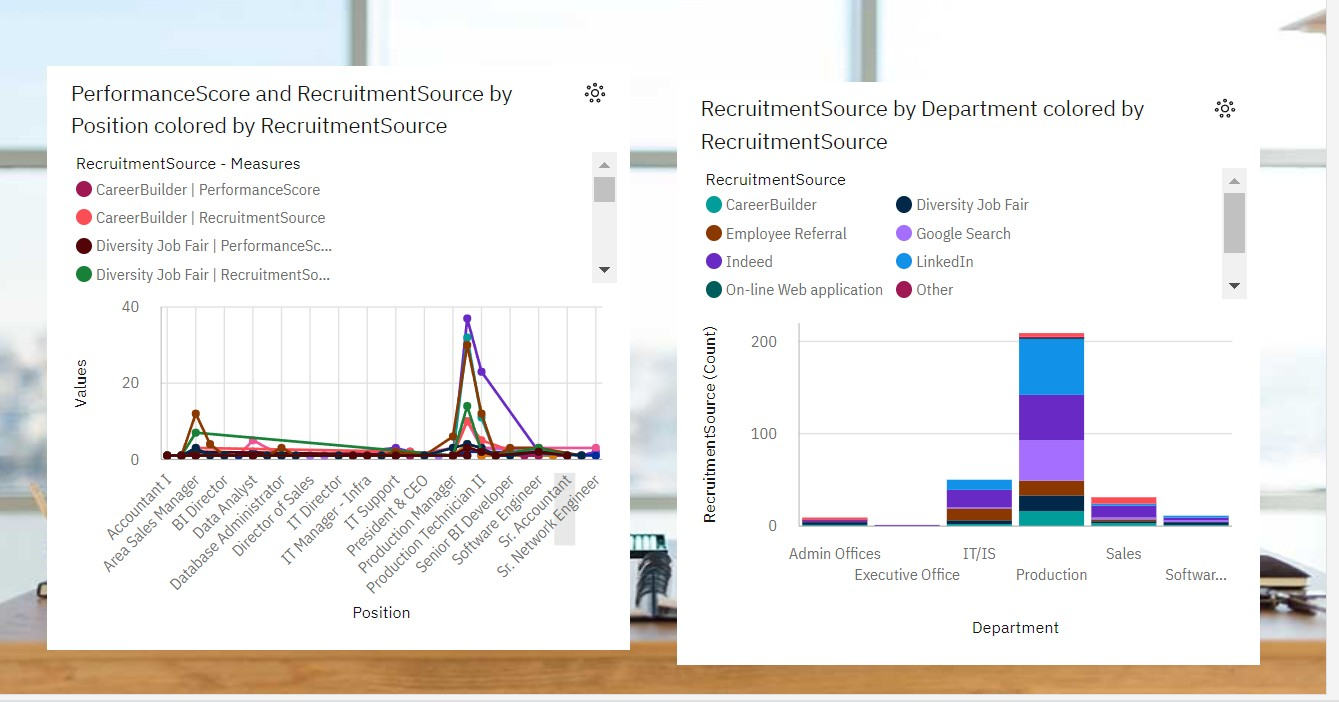 PerformanceScore and RecruitmentSource by
Position colored by RecruitmentSource
RecruitmentSource - Measures
CareerBuilder | PerformanceScore
CareerBuilder | RecruitmentSource
Diversity Job Fair | PerformanceSc...
Diversity Job Fair | RecruitmentSo...
40
20
0
Values
Accountant I
Area Sales Manager
BI Director
Data Analyst
Database Administrator
Director of Sales
IT Director
IT Manager - Infra
IT Support
President & CEO
Production Manager
Production Technician II
Senior BI Developer
Software Engineer
Sr. Accountant
Sr. Network Engineer
Position
RecruitmentSource by Department colored by
RecruitmentSource
RecruitmentSource
CareerBuilder
Diversity Job Fair
Employee Referral
Google Search
Indeed
LinkedIn
On-line Web application
Other
RecruitmentSource (Count)
200
100
0
Admin Offices
Executive Office
IT/IS
Production
Sales
Softwar...
Department